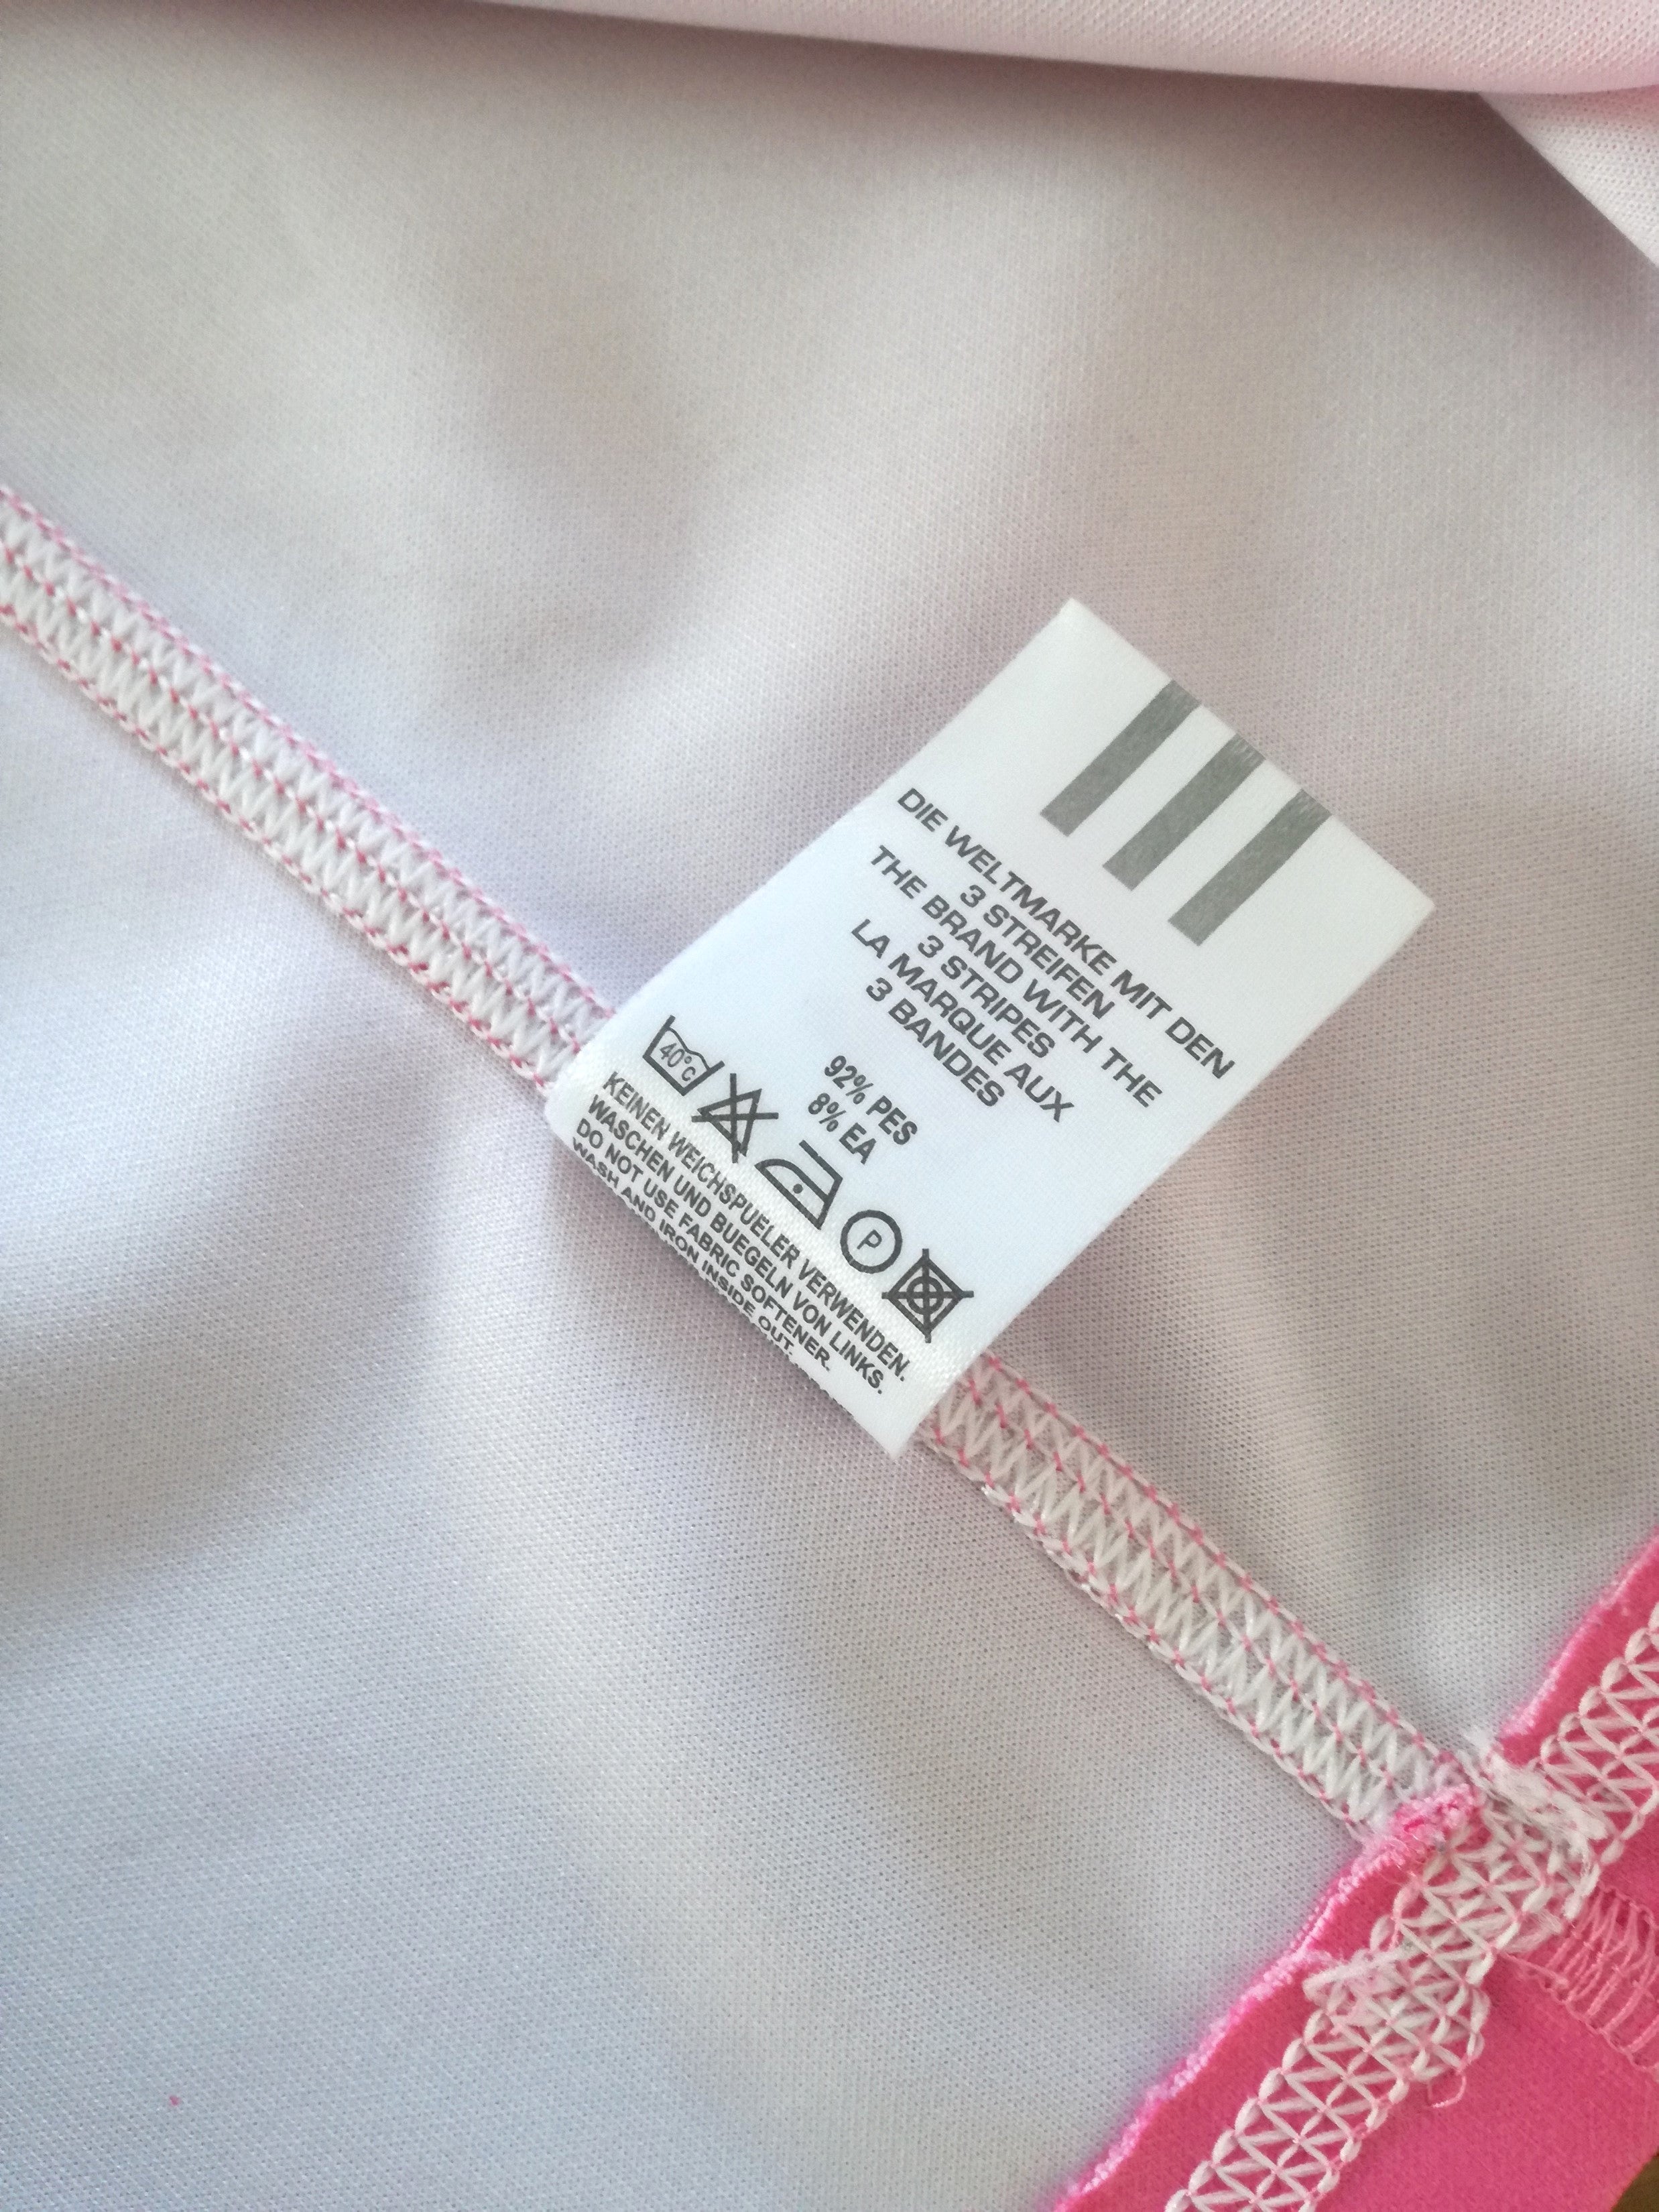 DIE WELTMARKE MIT DEN
3 STREIFEN
THE BRAND WITH THE
3 STRIPES
LA MARQUE AUX
3 BANDES
92% PES
8% EA
40°C
P
KEINEN WEICHSPUELER VERWENDEN.
WASCHEN UND BUEGELN VON LINKS.
DO NOT USE FABRIC SOFTENER.
WASH AND IRON INSIDE OUT.